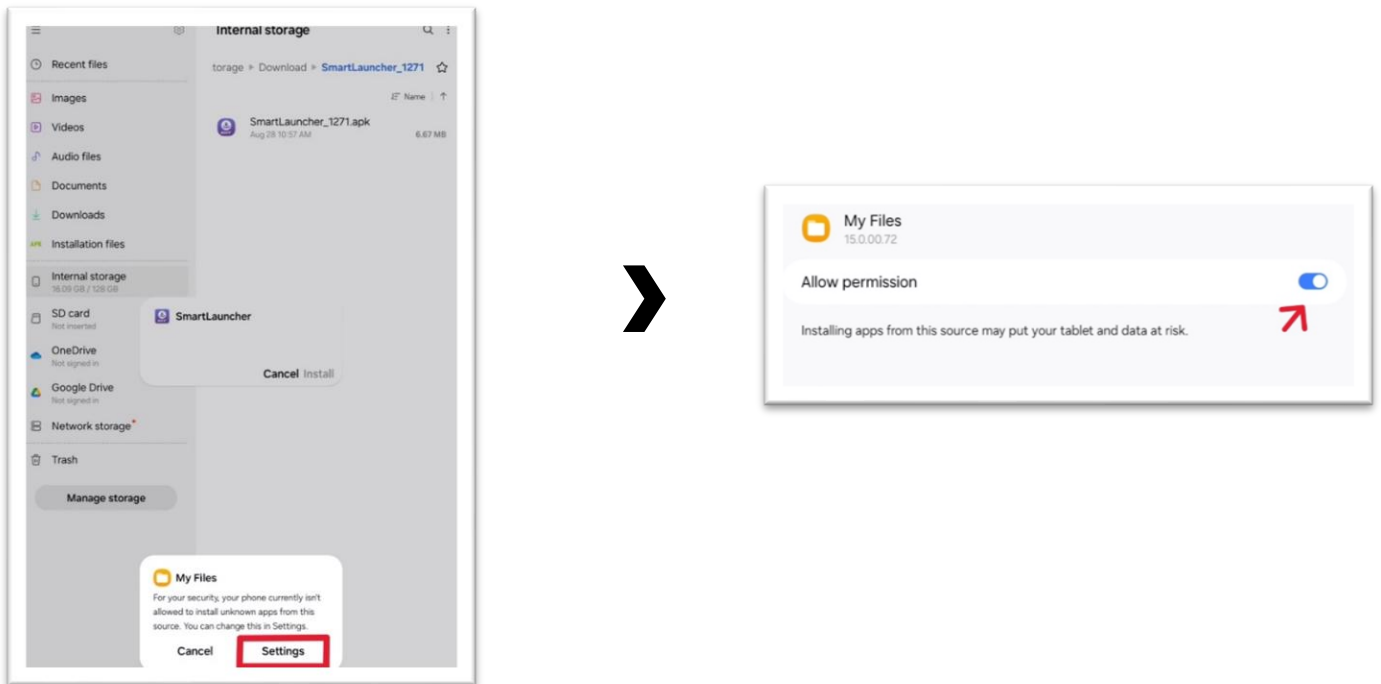 Internal storage
Recent files
torage Download SmartLauncher_1271
Name
Images
SmartLauncher_1271.apk
Aug 28 10:57 AM 6.67 MB
Videos
Audio files
Documents
Downloads
APK Installation files
Internal storage
16.09 GB / 128 GB
SD card
Not inserted
SmartLauncher
OneDrive
Not signed in
Cancel Install
Google Drive
Not signed in
Network storage
Trash
Manage storage
My Files
For your security, your phone currently isn't
allowed to install unknown apps from this
source. You can change this in Settings.
Cancel Settings
My Files
15.0.00.72
Allow permission
Installing apps from this source may put your tablet and data at risk.